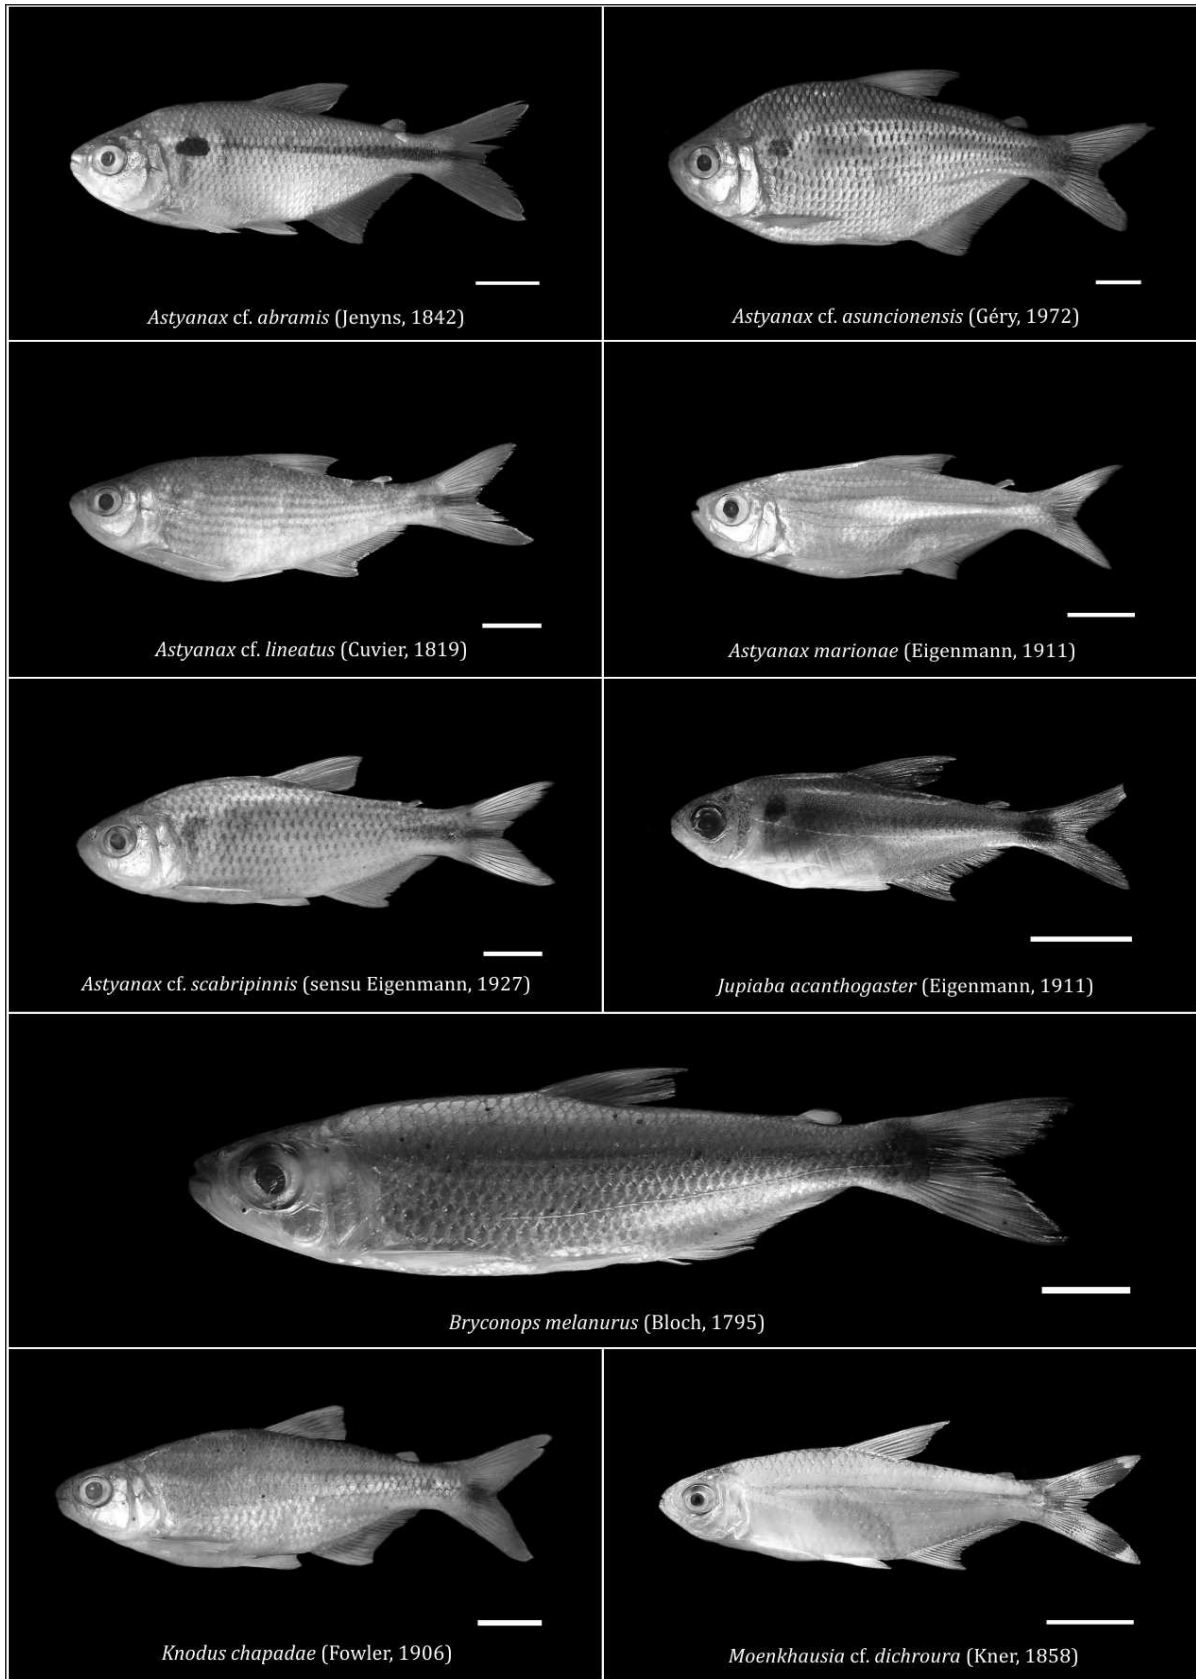 Astyanax cf. abramis (Jenyns, 1842)
Astyanax cf. asuncionensis (Géry, 1972)
Astyanax cf. lineatus (Cuvier, 1819)
Astyanax marionae (Eigenmann, 1911)
Astyanax cf. scabripinnis (sensu Eigenmann, 1927)
Jupiaba acanthogaster (Eigenmann, 1911)
Bryconops melanurus (Bloch, 1795)
Knodus chapadae (Fowler, 1906)
Moenkhausia cf. dichroura (Kner, 1858)